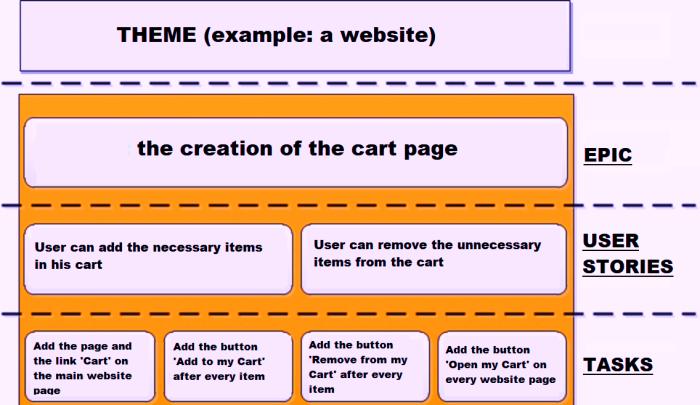 THEME (example: a website)
the creation of the cart page
EPIC
User can add the necessary items
in his cart
User can remove the unnecessary
items from the cart
USER
STORIES
Add the page and
the link 'Cart' on
the main website
page
Add the button
'Add to my Cart'
after every item
Add the button
'Remove from my
Cart' after every
item
Add the button
'Open my Cart' on
every website page
TASKS